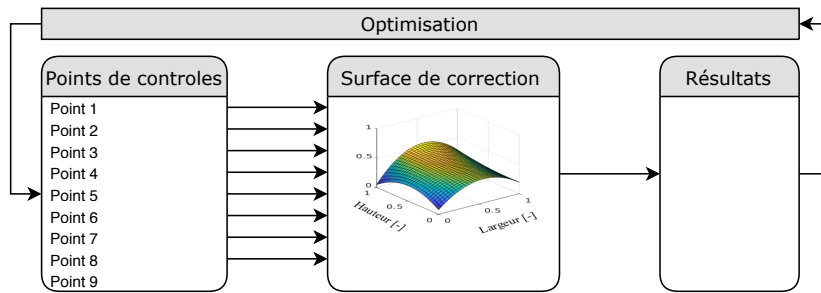 Optimisation
Points de controles
Surface de correction
Résultats
Point 1
Point 2
Point 3
Point 4
Point 5
Point 6
Point 7
Point 8
Point 9
1
0.5
0
1
0.5
0
0
0.5
1
Hauteur [-]
Largeur [-]